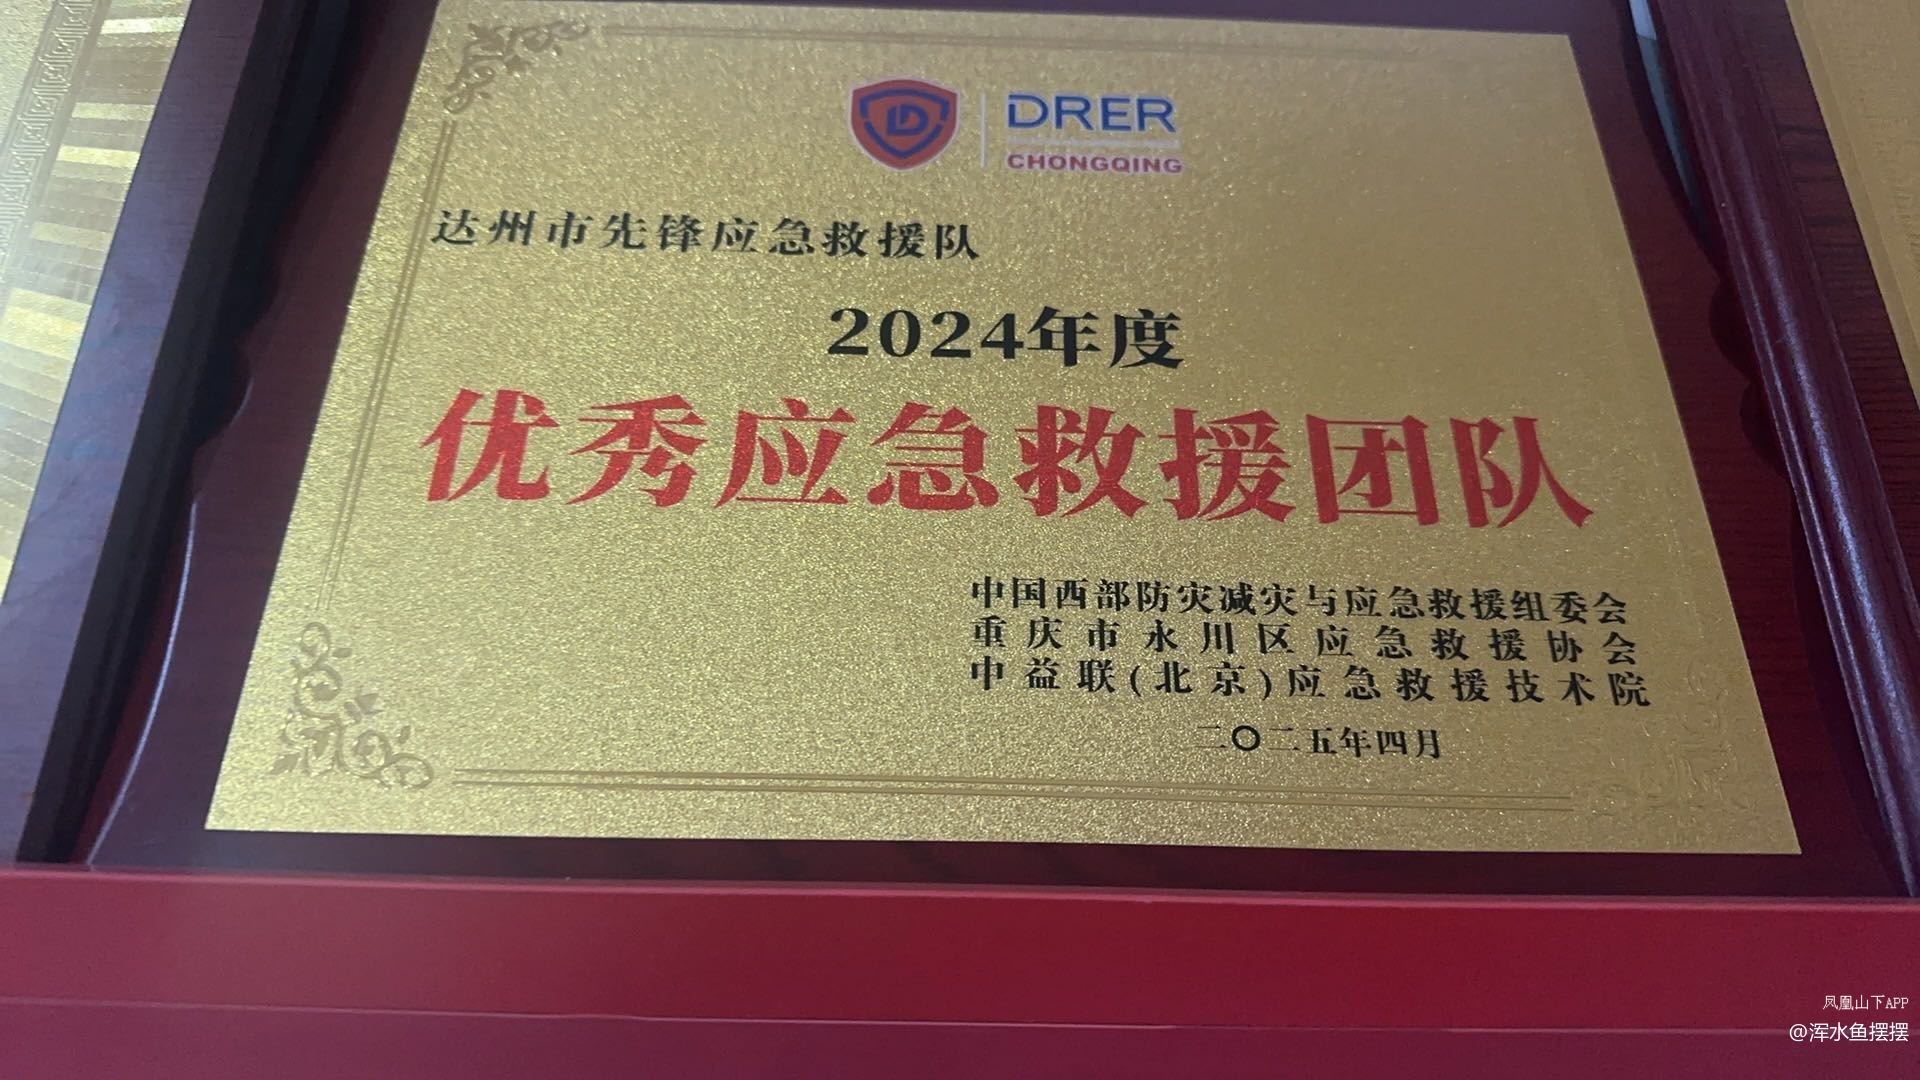 DRER
CHONGQING
达州市先锋应急救援队
2024年度
优秀应急救援团队
中国西部防灾减灾与应急救援组委会
重庆市永川区应急救援协会
中益联(北京)应急救援技术院
二〇二五年四月
凤凰山下APP
@浑水鱼摆摆